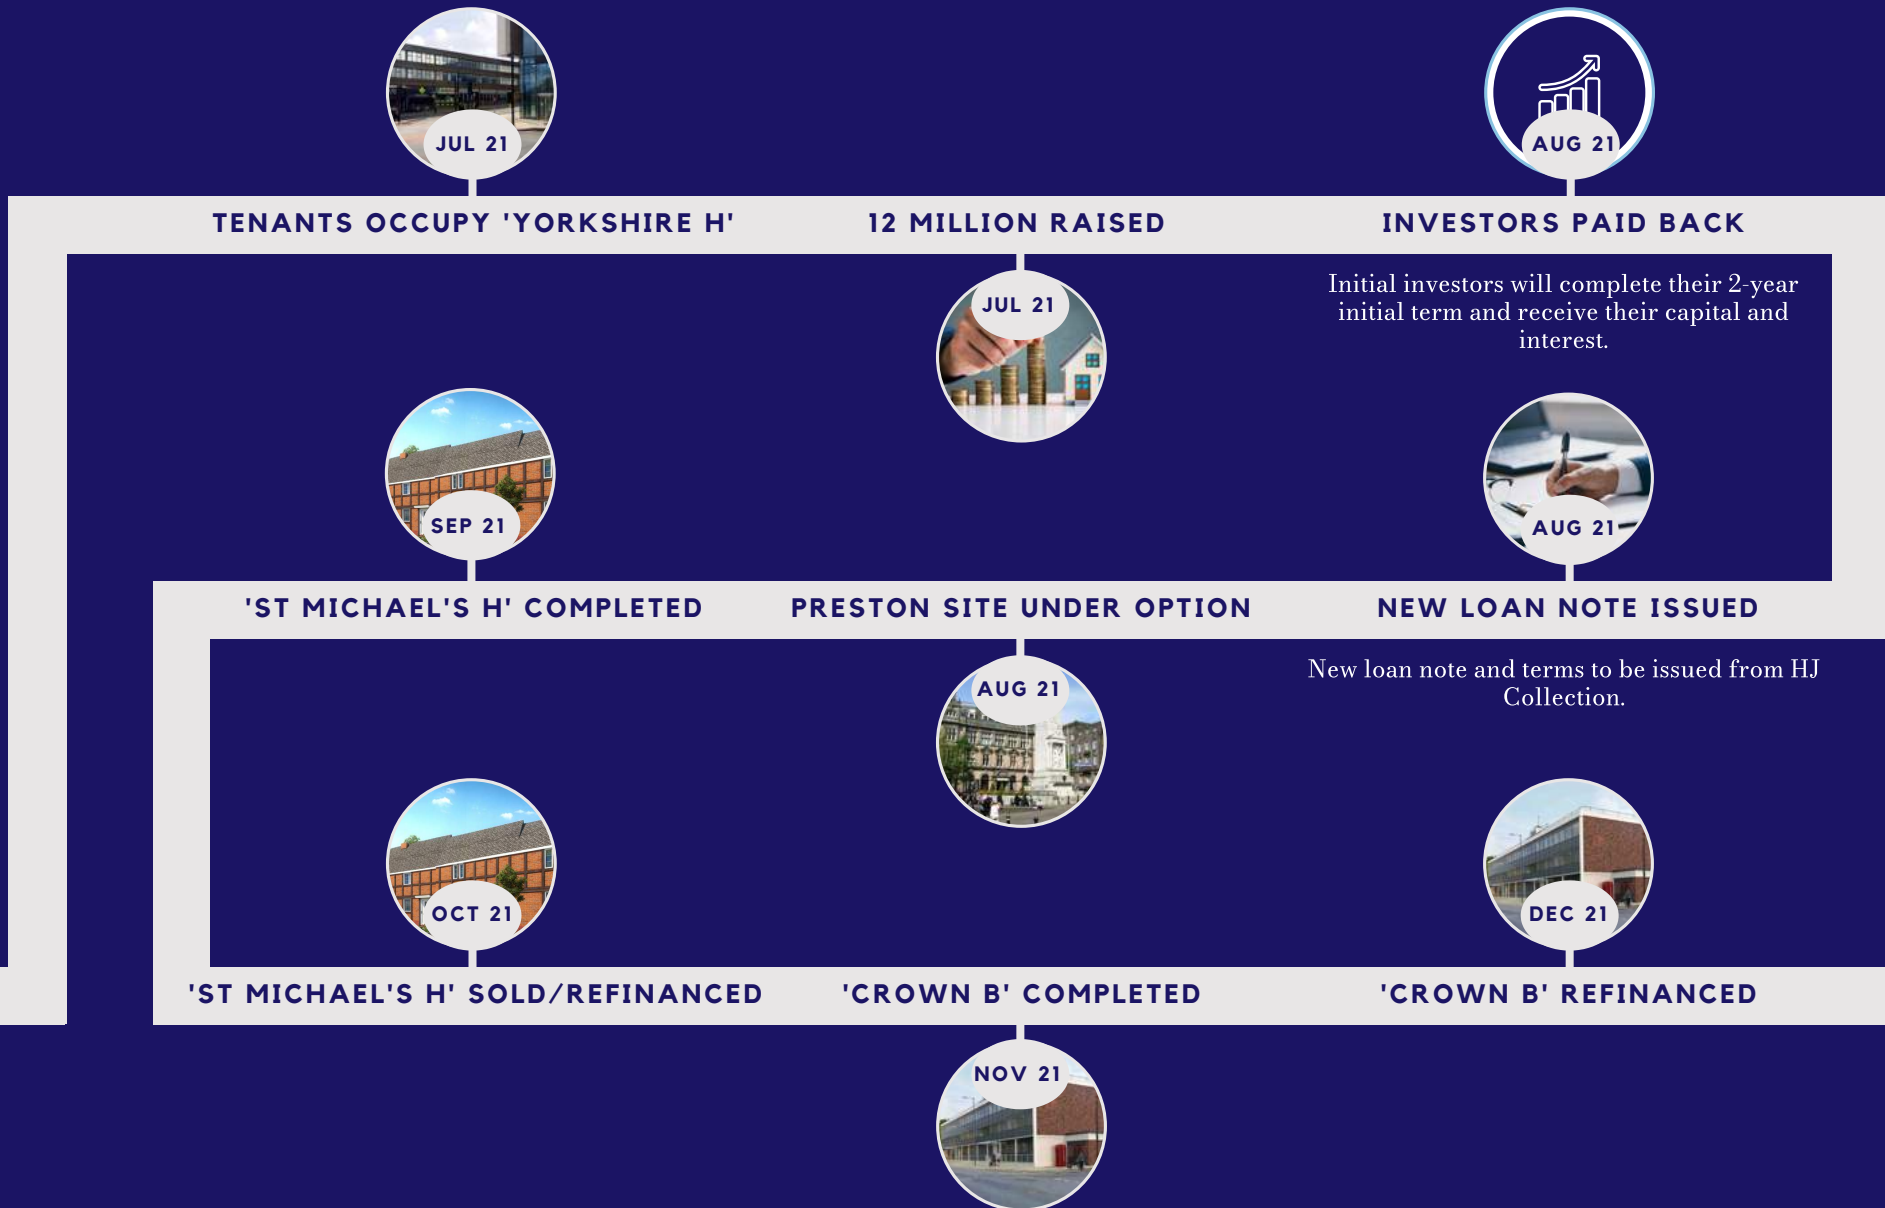 JUL 21
AUG 21
TENANTS OCCUPY 'YORKSHIRE H'
12 MILLION RAISED
INVESTORS PAID BACK
JUL 21
Initial investors will complete their 2-year
initial term and receive their capital and
interest.
SEP 21
AUG 21
'ST MICHAEL'S H' COMPLETED
PRESTON SITE UNDER OPTION
NEW LOAN NOTE ISSUED
AUG 21
New loan note and terms to be issued from HJ
Collection.
OCT 21
DEC 21
'ST MICHAEL'S H' SOLD/REFINANCED
'CROWN B' COMPLETED
'CROWN B' REFINANCED
NOV 21